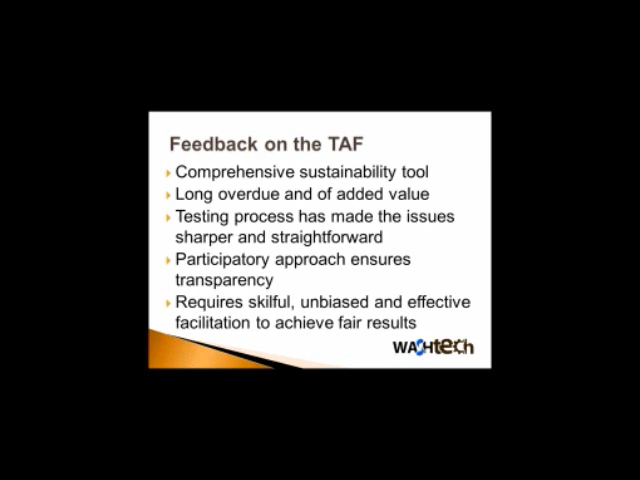 Feedback on the TAF
Comprehensive sustainability tool
Long overdue and of added value
Testing process has made the issues
sharper and straightforward
Participatory approach ensures
transparency
Requires skilful, unbiased and effective
facilitation to achieve fair results
WASHtech